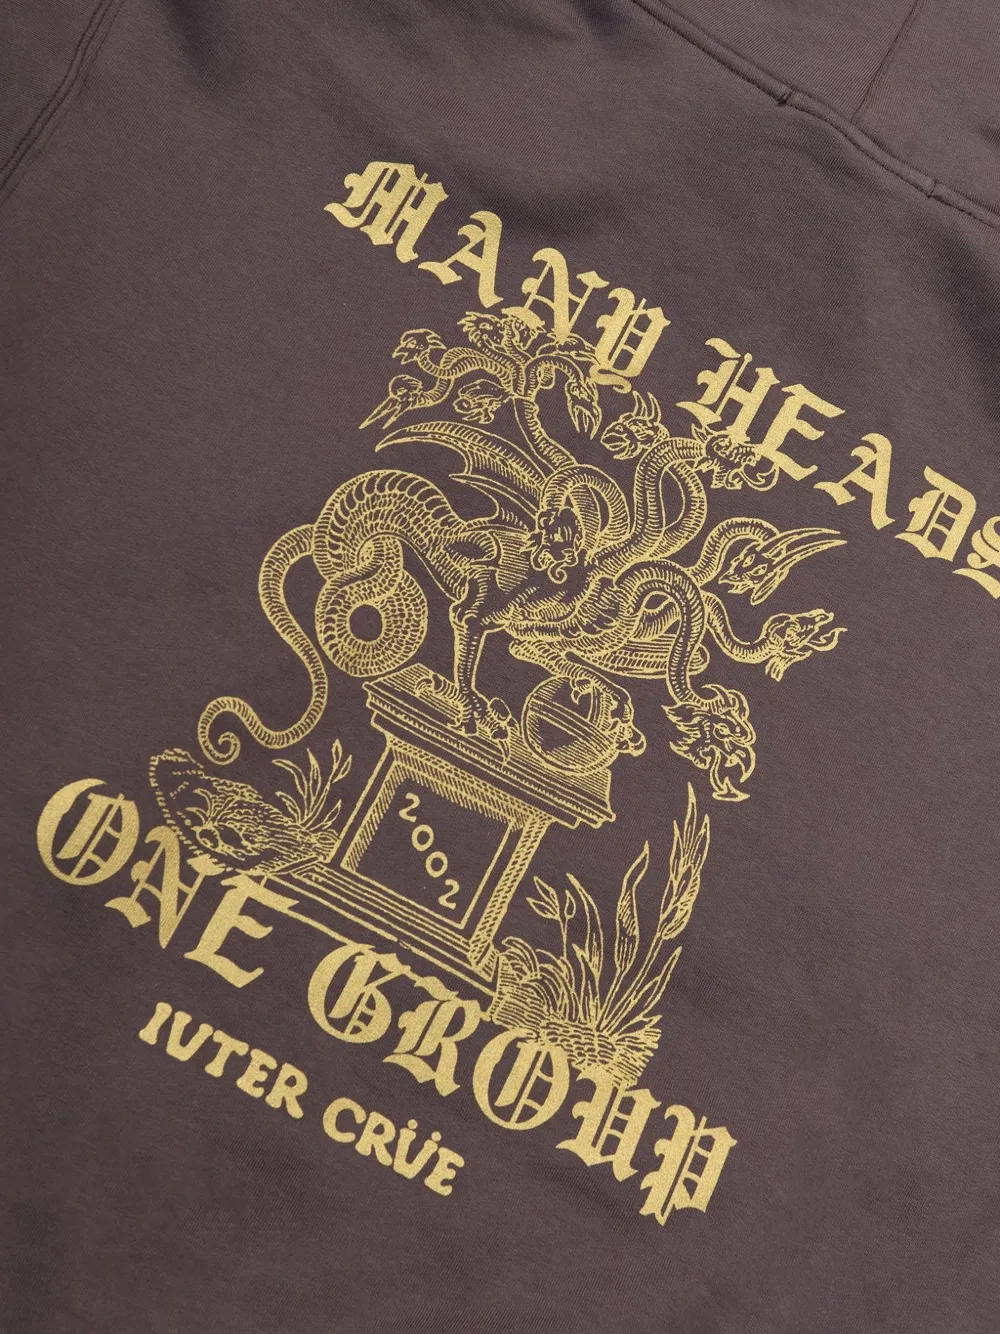 MANY HEADS
2002
ONE GROUP
IVTER CRÜE